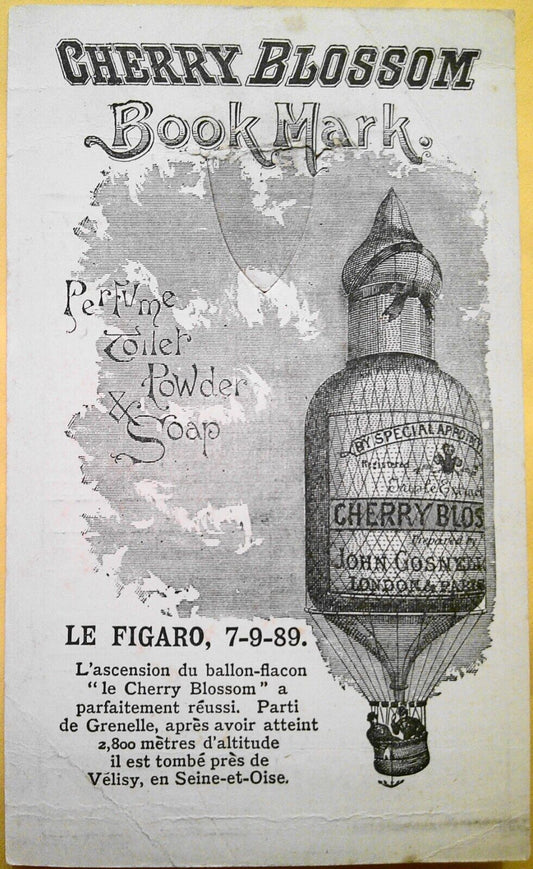 CHERRY BLOSSOM
Book Mark.
Perfume
Toilet
Powder
& Soap
BY SPECIAL APPOINT
Registered
CHERRY BLOS
Prepared by
JOHN GOSNELL
LONDON & PARIS
LE FIGARO, 7-9-89.
L'ascension du ballon-flacon
"le Cherry Blossom" a
parfaitement réussi. Parti
de Grenelle, après avoir atteint
2,800 mètres d'altitude
il est tombé près de
Vélisy, en Seine-et-Oise.